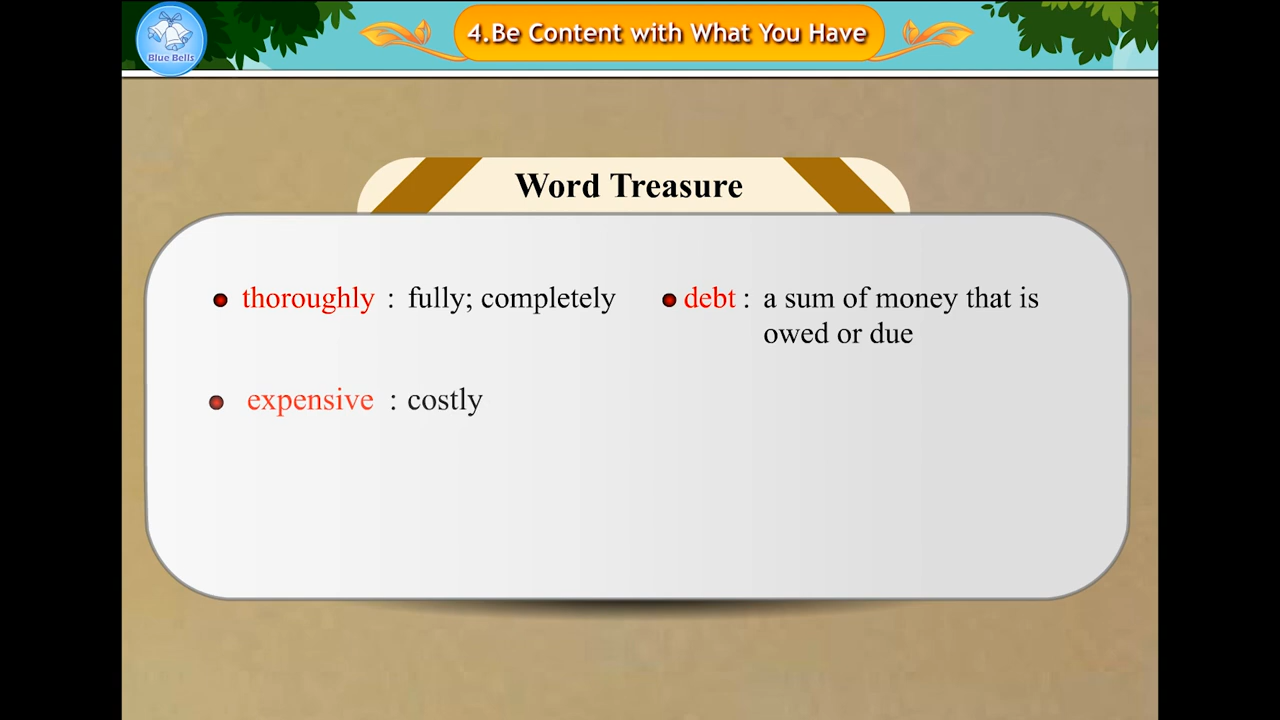 Blue Bells
4.Be Content with What You Have
Word Treasure
thoroughly : fully; completely
debt : a sum of money that is
owed or due
expensive : costly